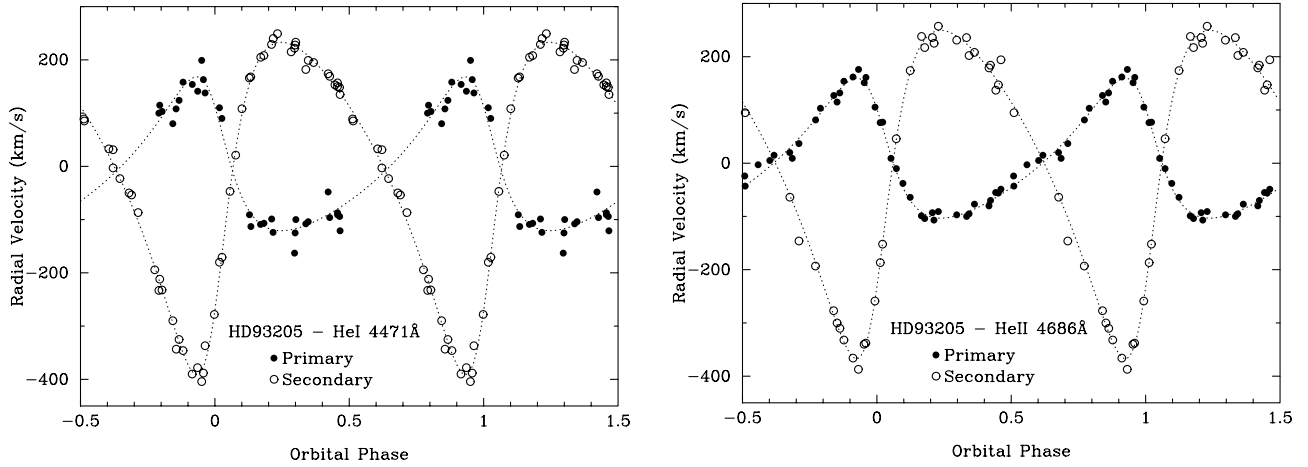 Radial Velocity (km/s)
200
0
−200
−400
HD93205 − HeI 4471Å
Primary
Secondary
−0.5
0
0.5
1
1.5
Orbital Phase
Radial Velocity (km/s)
200
0
−200
−400
HD93205 − HeII 4686Å
Primary
Secondary
−0.5
0
0.5
1
1.5
Orbital Phase